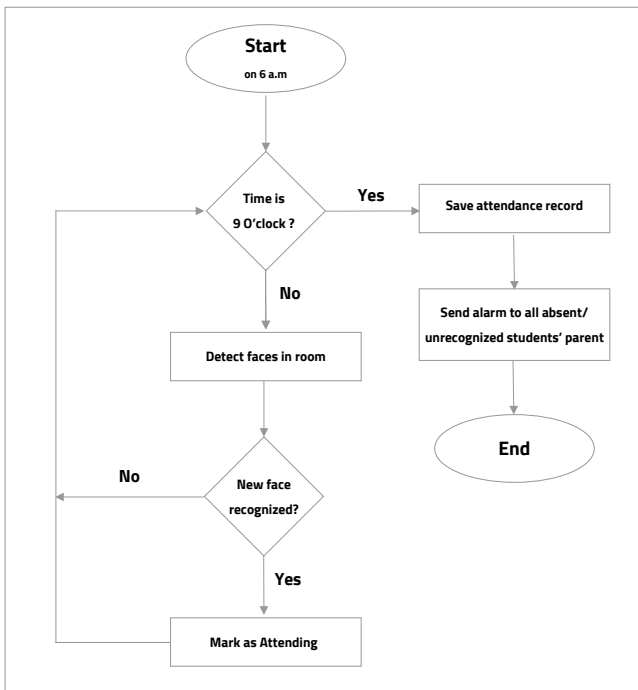 Start
on 6 a.m
Time is
9 O'clock ?
Yes
Save attendance record
No
Send alarm to all absent/
unrecognized students' parent
Detect faces in room
End
No
New face
recognized?
Yes
Mark as Attending